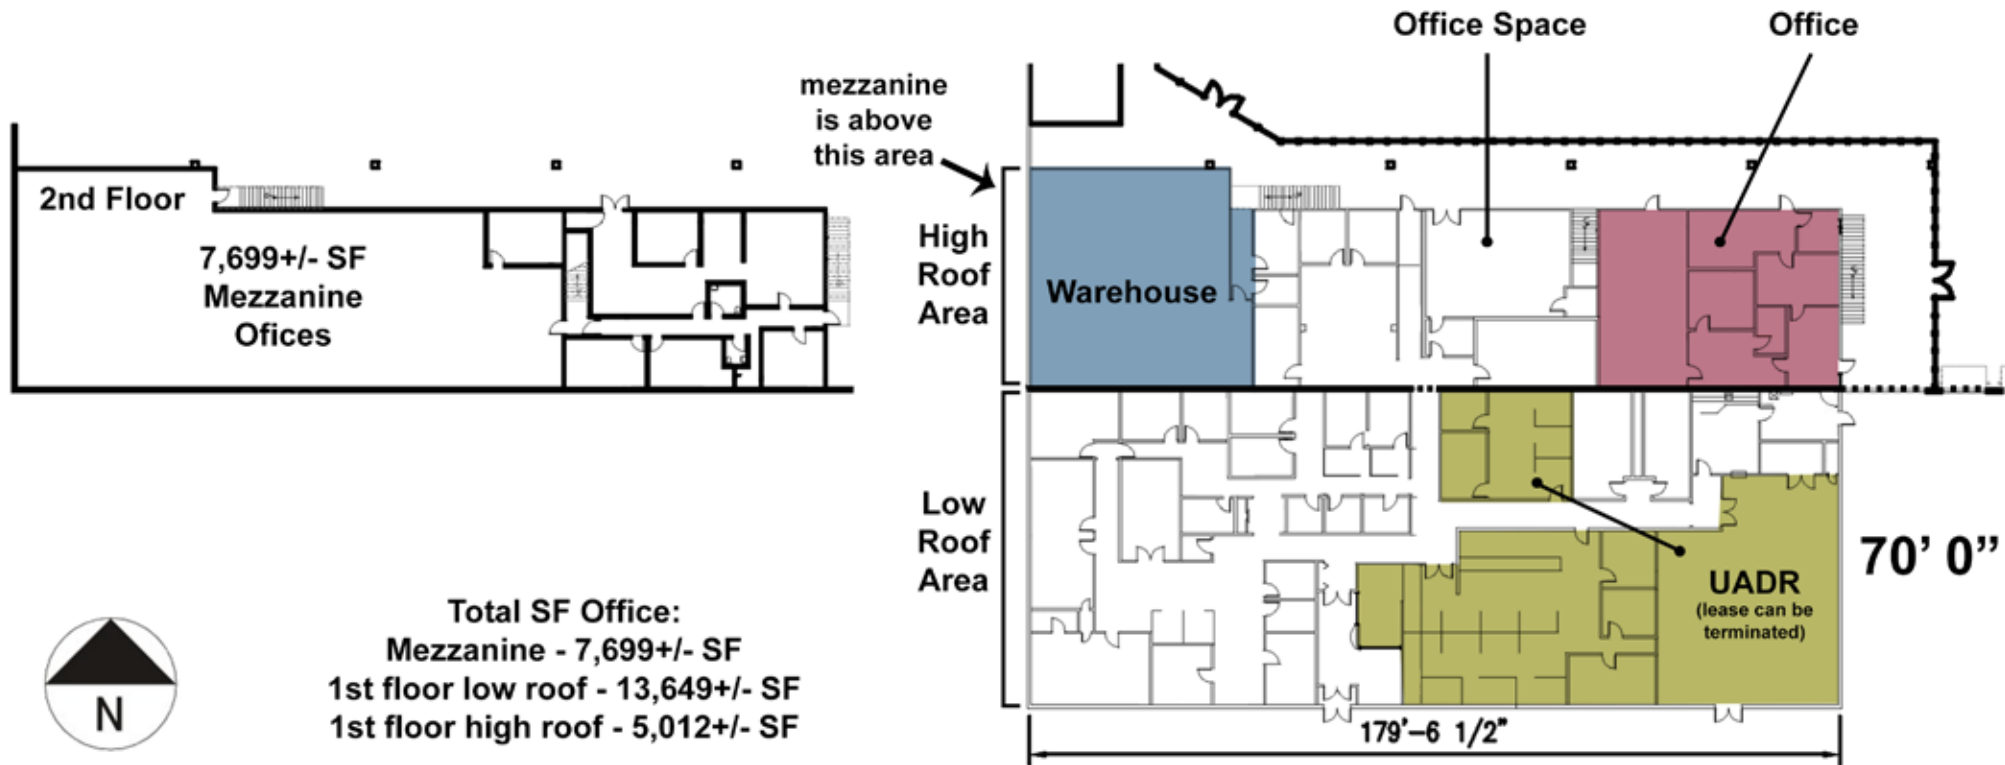 Office Space
Office
mezzanine
is above
this area
2nd Floor
7,699+/- SF
Mezzanine
Ofices
High
Roof
Area
Warehouse
Low
Roof
Area
70’ 0”
UADR
(lease can be
terminated)
N
Total SF Office:
Mezzanine - 7,699+/- SF
1st floor low roof - 13,649+/- SF
1st floor high roof - 5,012+/- SF
179’-6 1/2”